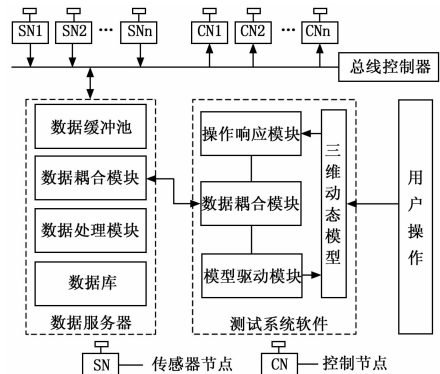 SN1 SN2 … SNn CN1 CN2 … CNn
总线控制器
数据缓冲池
数据耦合模块
数据处理模块
数据库
数据服务器
操作响应模块
数据耦合模块
模型驱动模块
三维动态模型
测试系统软件
用户操作
SN 传感器节点 CN 控制节点